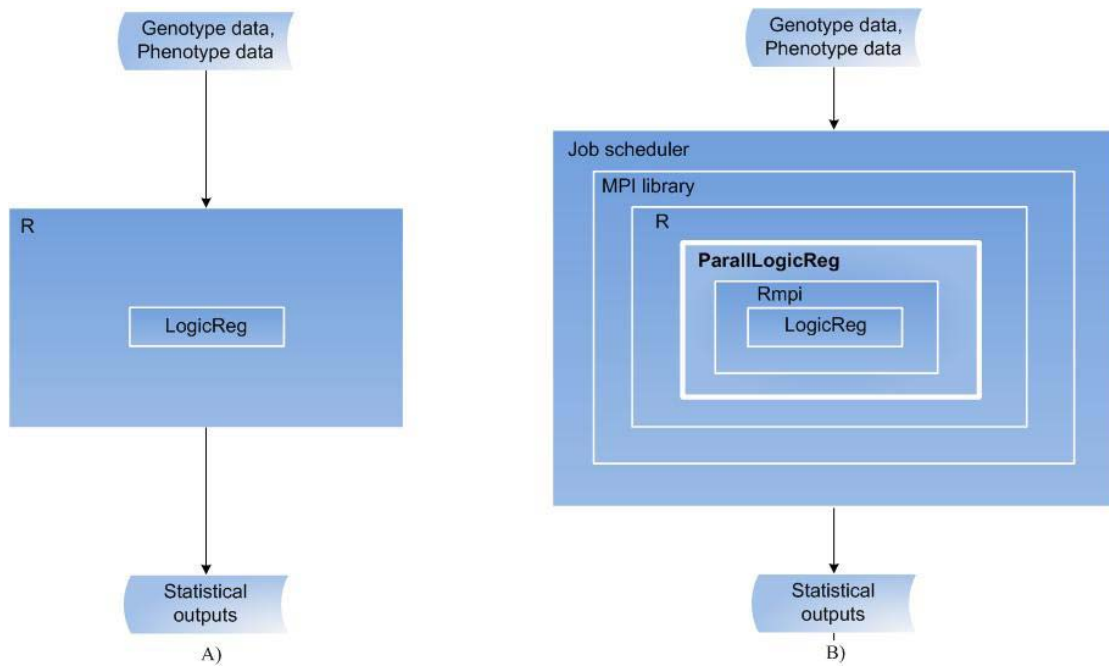 Genotype data,
Phenotype data
R
LogicReg
Statistical
outputs
A)
Genotype data,
Phenotype data
Job scheduler
MPI library
R
ParallLogicReg
Rmpi
LogicReg
Statistical
outputs
B)